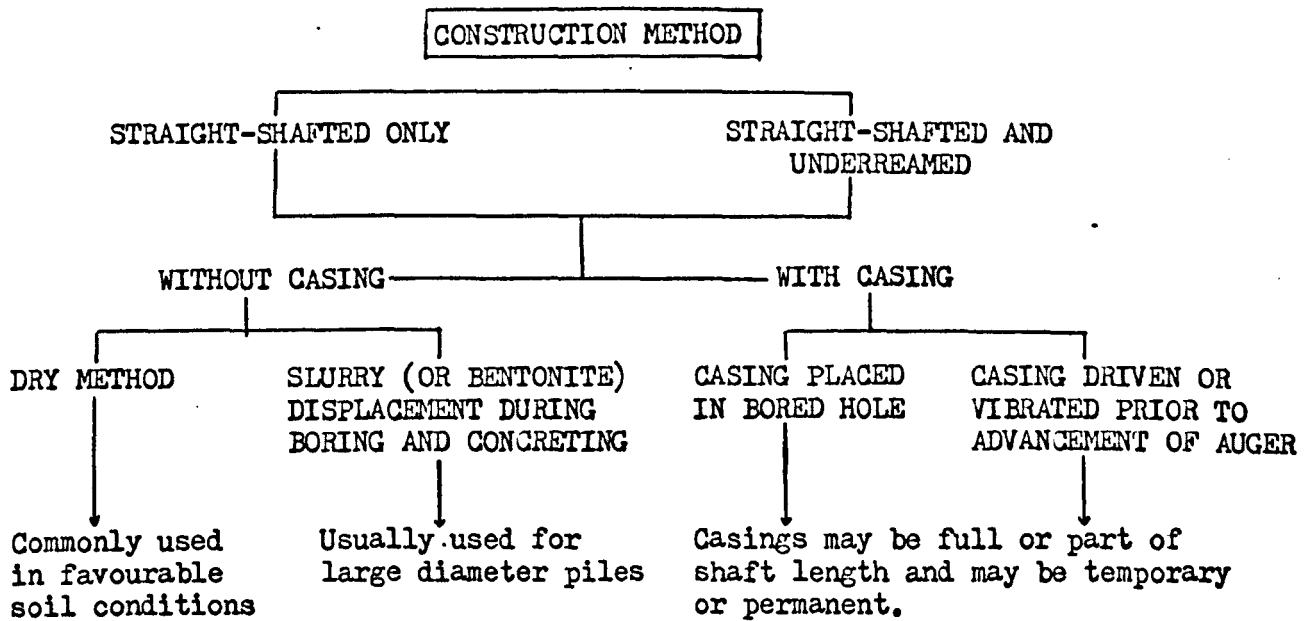 CONSTRUCTION METHOD
STRAIGHT-SHAFTED ONLY
STRAIGHT-SHAFTED AND
UNDERREAMED
WITHOUT CASING
WITH CASING
DRY METHOD
SLURRY (OR BENTONITE)
DISPLACEMENT DURING
BORING AND CONCRETING
CASING PLACED
IN BORED HOLE
CASING DRIVEN OR
VIBRATED PRIOR TO
ADVANCEMENT OF AUGER
Commonly used
in favourable
soil conditions
Usually used for
large diameter piles
Casings may be full or part of
shaft length and may be temporary
or permanent.